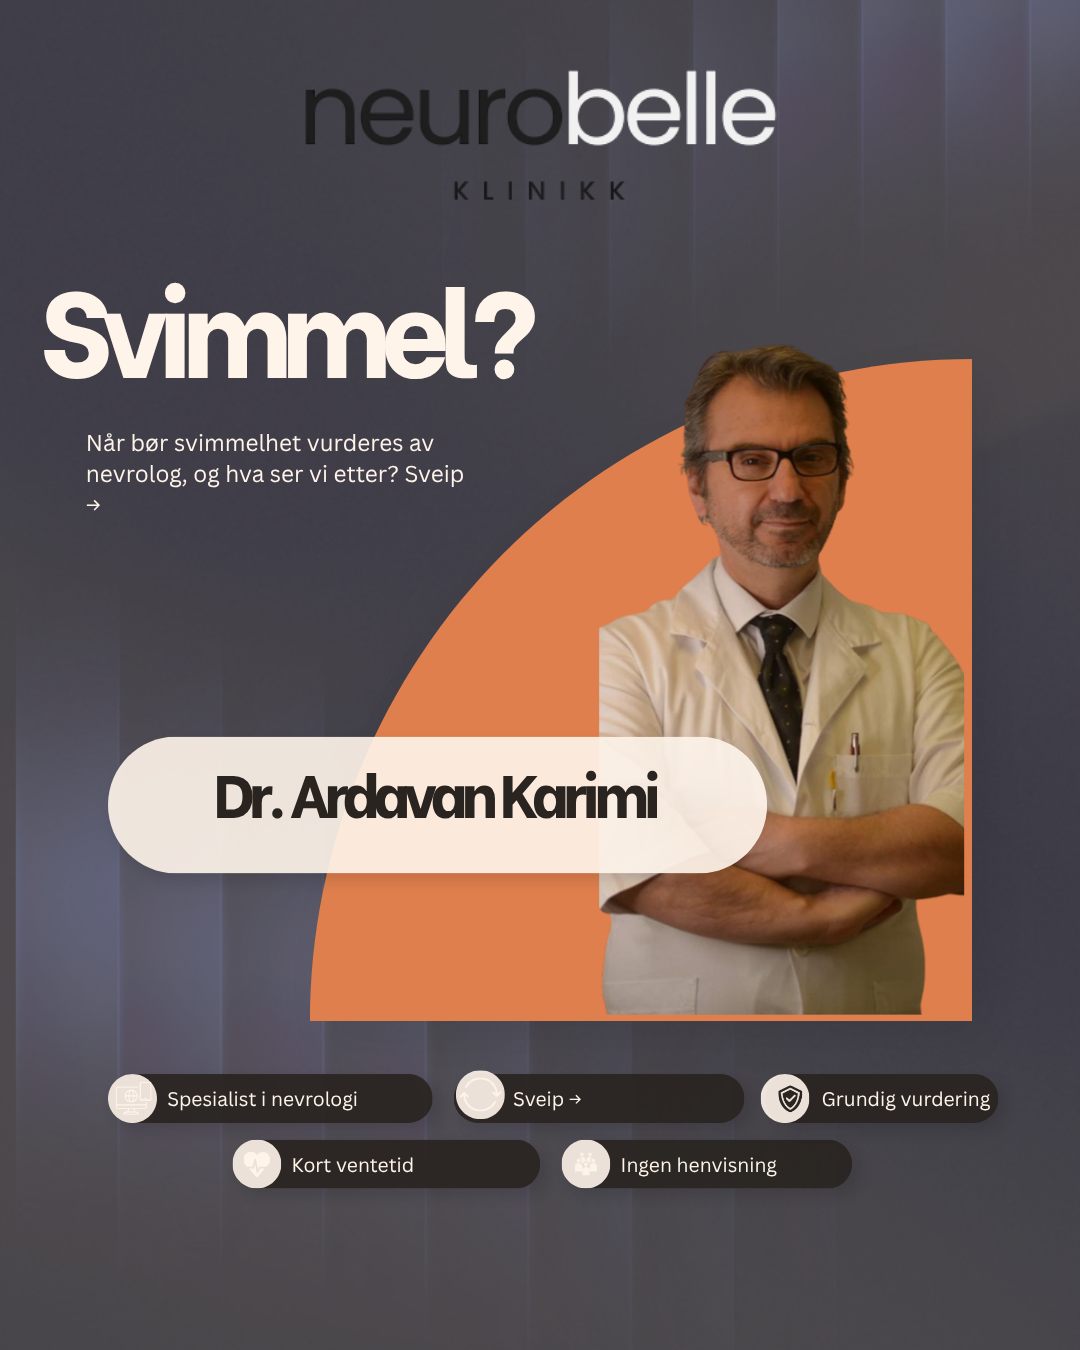 neurobelle
KLINIKK
Svimmel?
Når bør svimmelhet vurderes av
nevrolog, og hva ser vi etter? Sveip
→
Dr. Ardavan Karimi
Spesialist i nevrologi
Sveip →
Grundig vurdering
Kort ventetid
Ingen henvisning